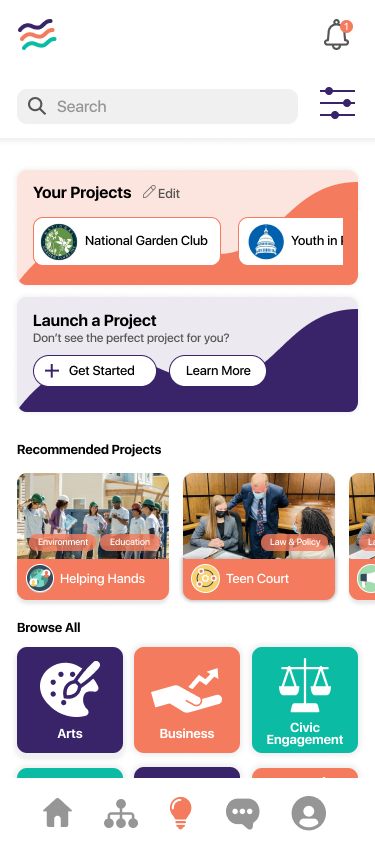 1
Search
Your Projects
Edit
National Garden Club
Youth in
Launch a Project
Don't see the perfect project for you?
Get Started
Learn More
Recommended Projects
Environment
Education
Law & Policy
Helping Hands
Teen Court
Browse All
Arts
Business
Civic
Engagement